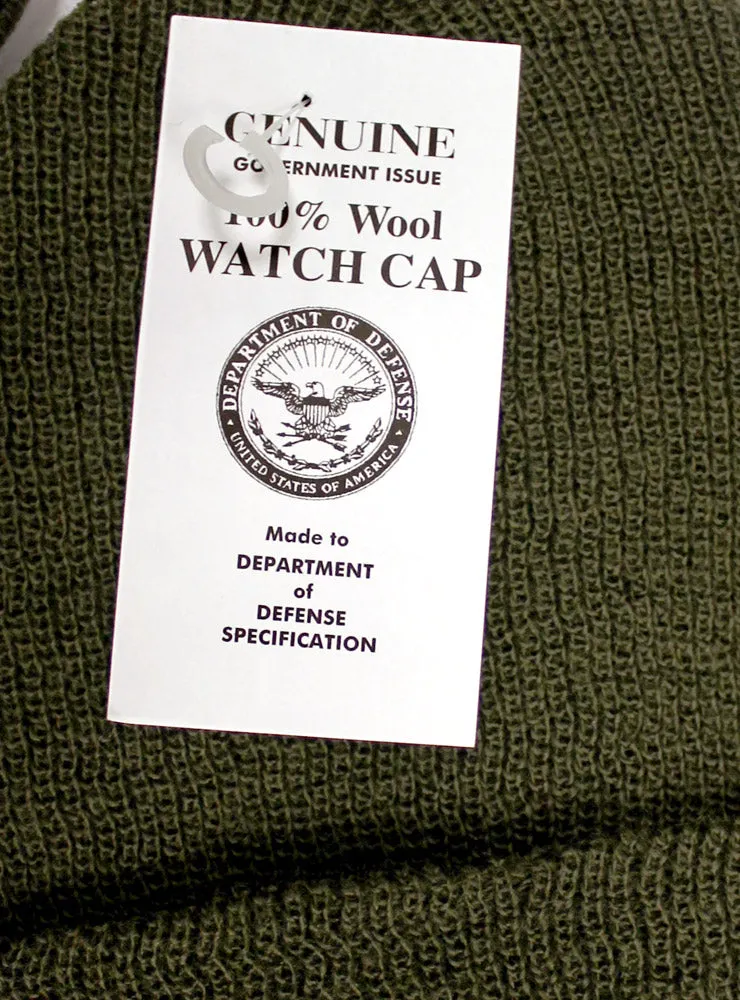 GENUINE
GOVERNMENT ISSUE
100% Wool
WATCH CAP
DEPARTMENT OF DEFENSE
UNITED STATES OF AMERICA
Made to
DEPARTMENT
of
DEFENSE
SPECIFICATION